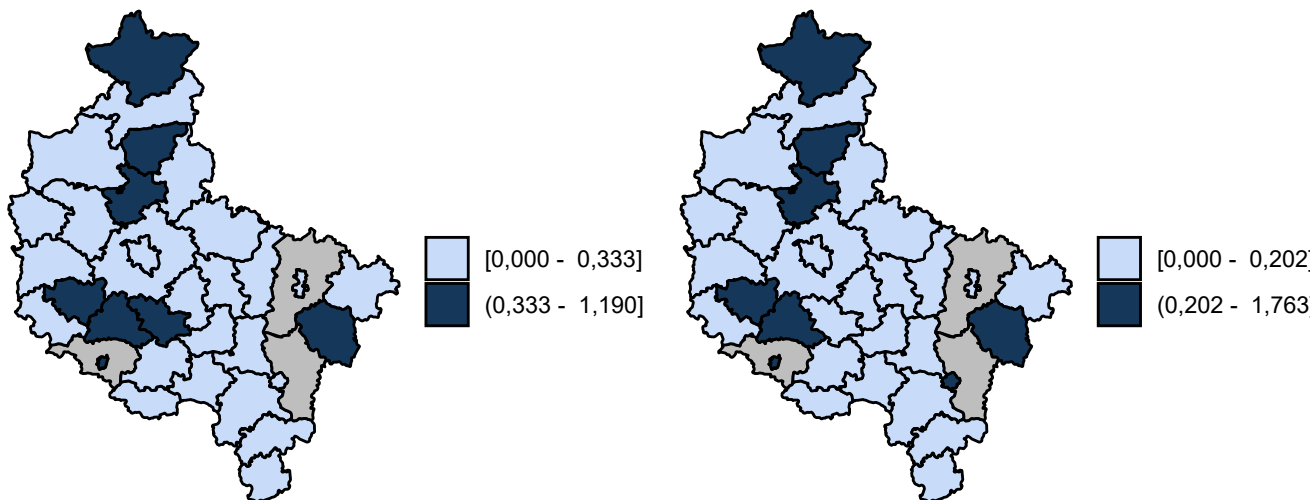 [0,000 - 0,333]
(0,333 - 1,190]
[0,000 - 0,202]
(0,202 - 1,763]